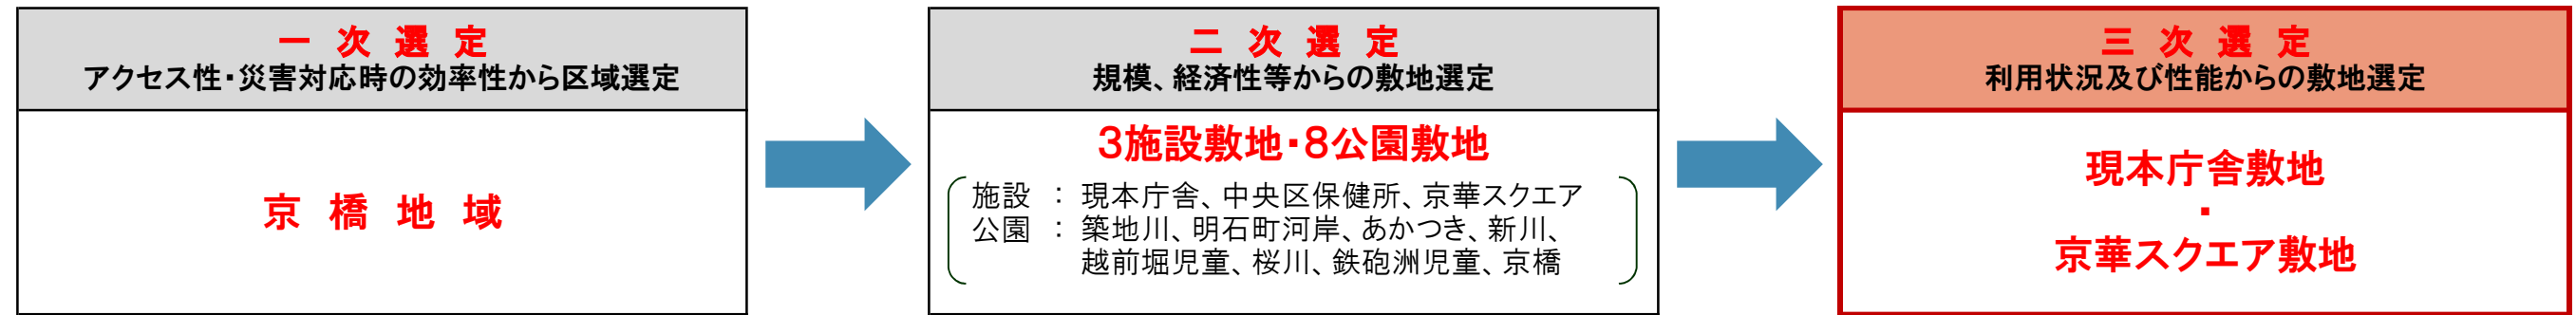 一次選定
アクセス性・災害対応時の効率性から区域選定
京橋地域
二次選定
規模、経済性等からの敷地選定
3施設敷地・8公園敷地
施設 : 現本庁舎、中央区保健所、京華スクエア
公園 : 築地川、明石町河岸、あかつき、新川、
越前堀児童、桜川、鉄砲洲児童、京橋
三次選定
利用状況及び性能からの敷地選定
現本庁舎敷地
・
京華スクエア敷地